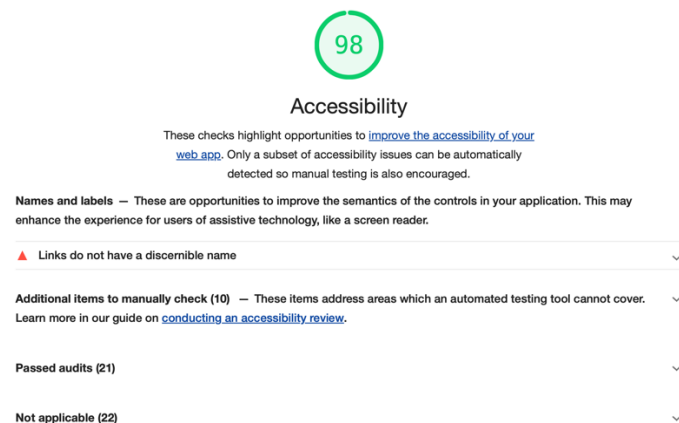 98
Accessibility
These checks highlight opportunities to improve the accessibility of your
web app. Only a subset of accessibility issues can be automatically
detected so manual testing is also encouraged.
Names and labels — These are opportunities to improve the semantics of the controls in your application. This may
enhance the experience for users of assistive technology, like a screen reader.
Links do not have a discernible name
Additional items to manually check (10) — These items address areas which an automated testing tool cannot cover.
Learn more in our guide on conducting an accessibility review.
Passed audits (21)
Not applicable (22)